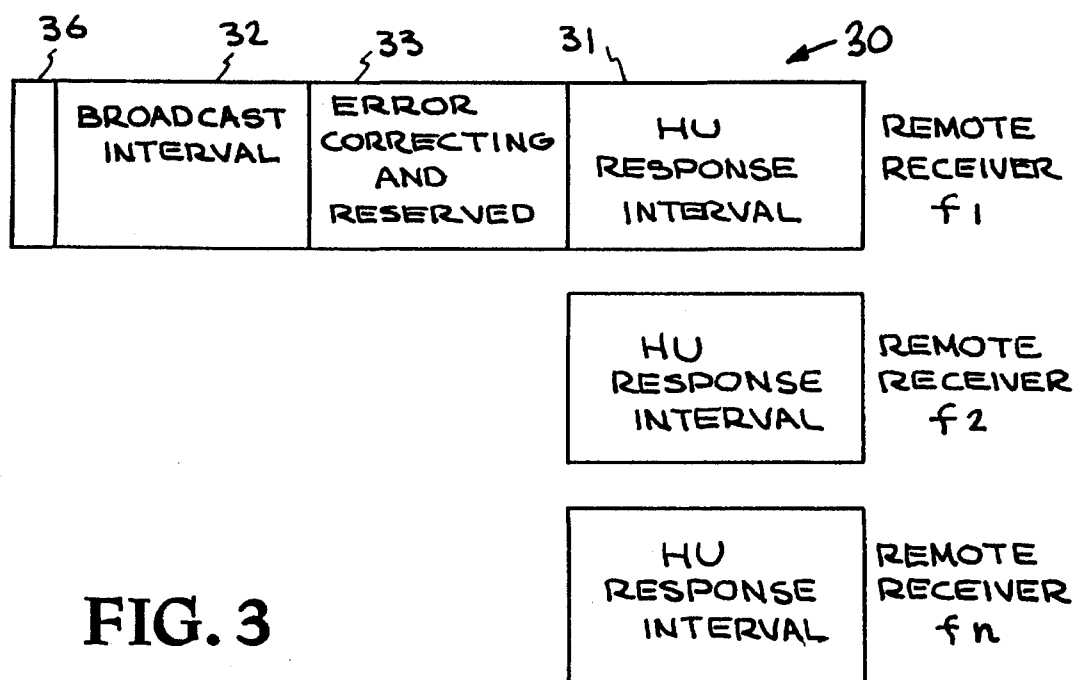 36
32
33
31
30
BROADCAST
INTERVAL
ERROR
CORRECTING
AND
RESERVED
HU
RESPONSE
INTERVAL
REMOTE
RECEIVER
f1
HU
RESPONSE
INTERVAL
REMOTE
RECEIVER
f2
HU
RESPONSE
INTERVAL
REMOTE
RECEIVER
fn
FIG. 3